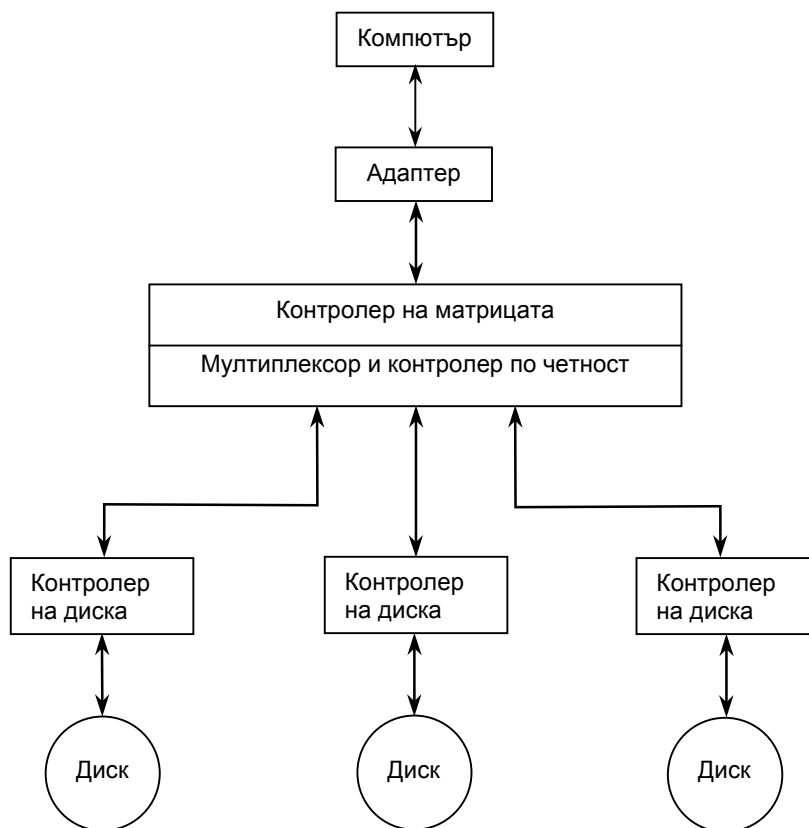 Компютър
Адаптер
Контролер на матрицата
Мултиплексор и контролер по четност
Контролер
на диска
Контролер
на диска
Контролер
на диска
Диск
Диск
Диск